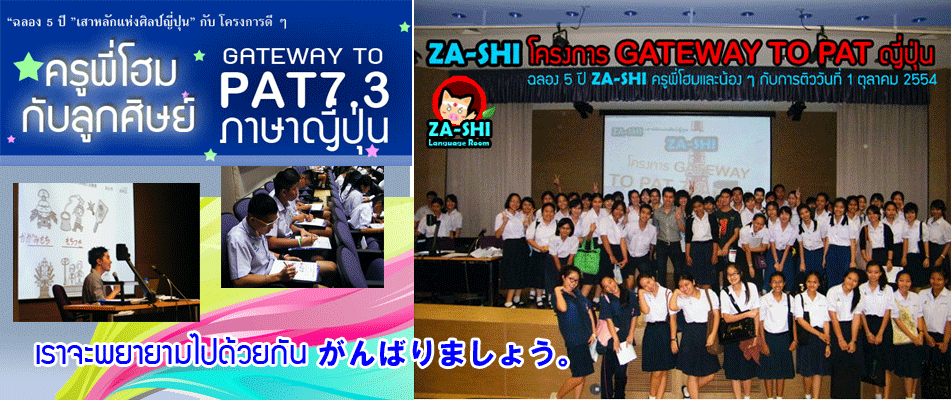 “ฉลอง 5 ปี ”เสาหลักแห่งศิลป์ญี่ปุ่น” กับ โครงการดี ๆ
ครูพี่โฮม
กับลูกศิษย์
GATEWAY TO
PAT7.3
ภาษาญี่ปุ่น
เราจะพยายามไปด้วยกัน がんばりましょう。
ZA-SHI โครงการ GATEWAY TO PAT ญี่ปุ่น
ฉลอง 5 ปี ZA-SHI ครูพี่โฮมและน้อง ๆ กับการติววันที่ 1 ตุลาคม 2554
ZA-SHI
Language Room
ZA-SHI
โครงการ GATEWAY
TO PAT